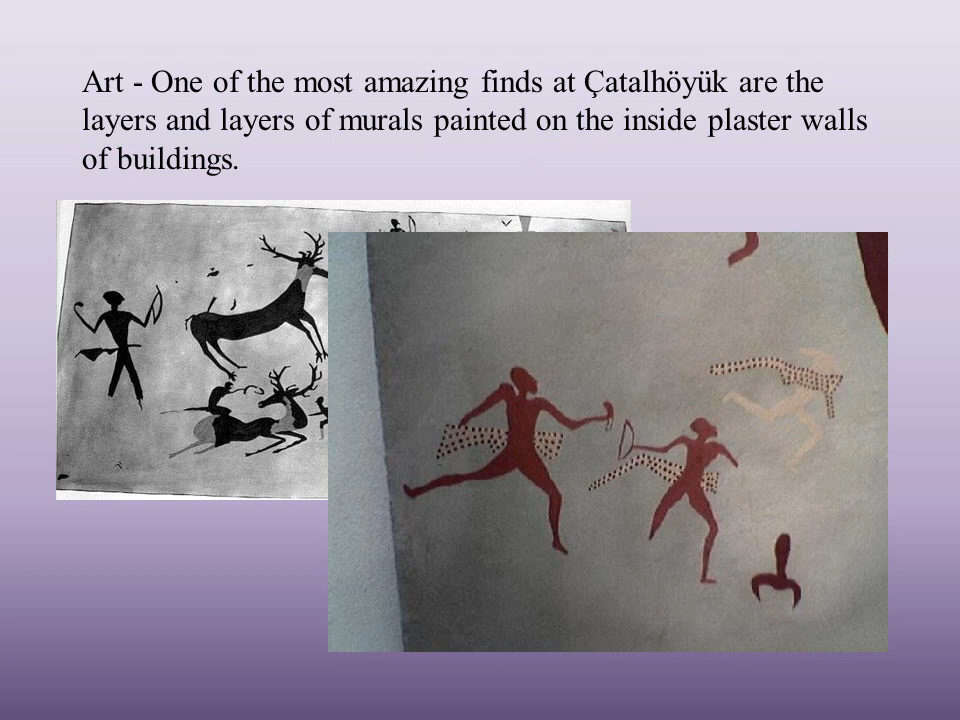 Art - One of the most amazing finds at Çatalhöyük are the
layers and layers of murals painted on the inside plaster walls
of buildings.